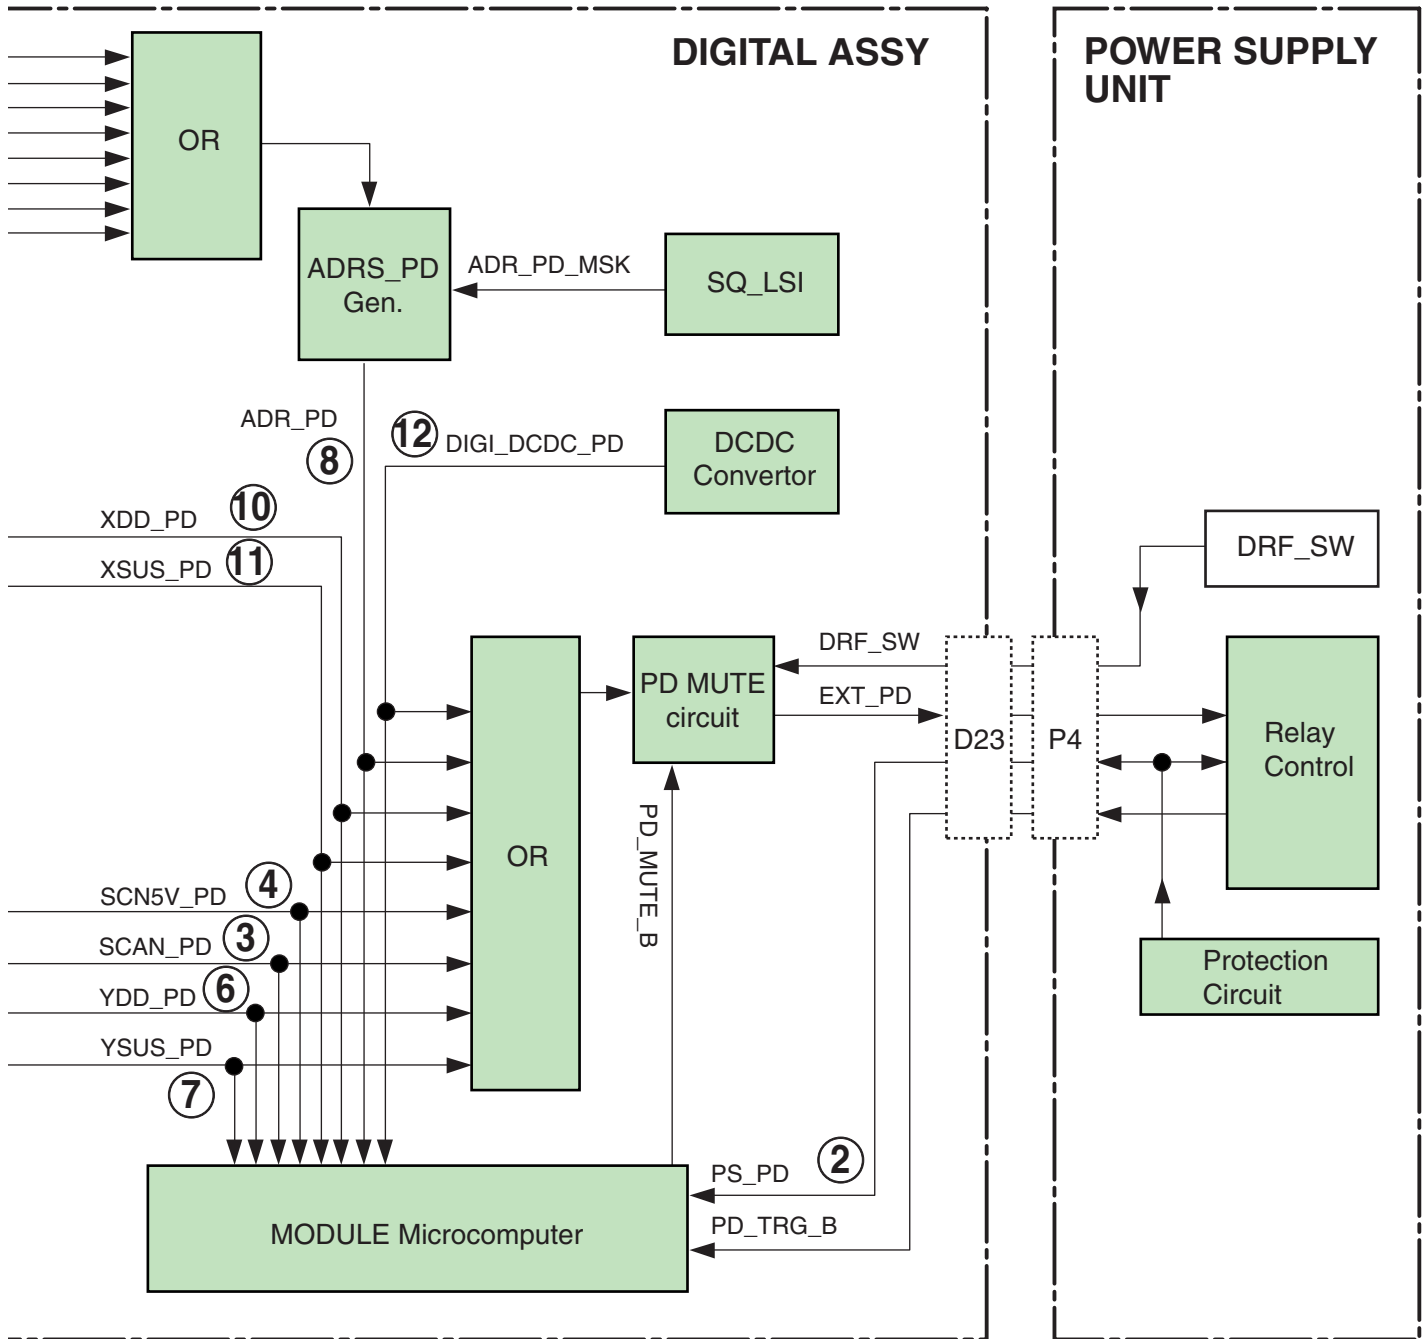 DIGITAL ASSY
POWER SUPPLY
UNIT
OR
ADRS_PD
Gen.
ADR_PD_MSK
SQ_LSI
ADR_PD
8
12
DIGI_DCDC_PD
DCDC
Convertor
XDD_PD
10
XSUS_PD
11
DRF_SW
DRF_SW
EXT_PD
PD MUTE
circuit
D23
P4
Relay
Control
OR
PD_MUTE_B
SCN5V_PD
4
SCAN_PD
3
YDD_PD
6
YSUS_PD
7
Protection
Circuit
2
PS_PD
PD_TRG_B
MODULE Microcomputer